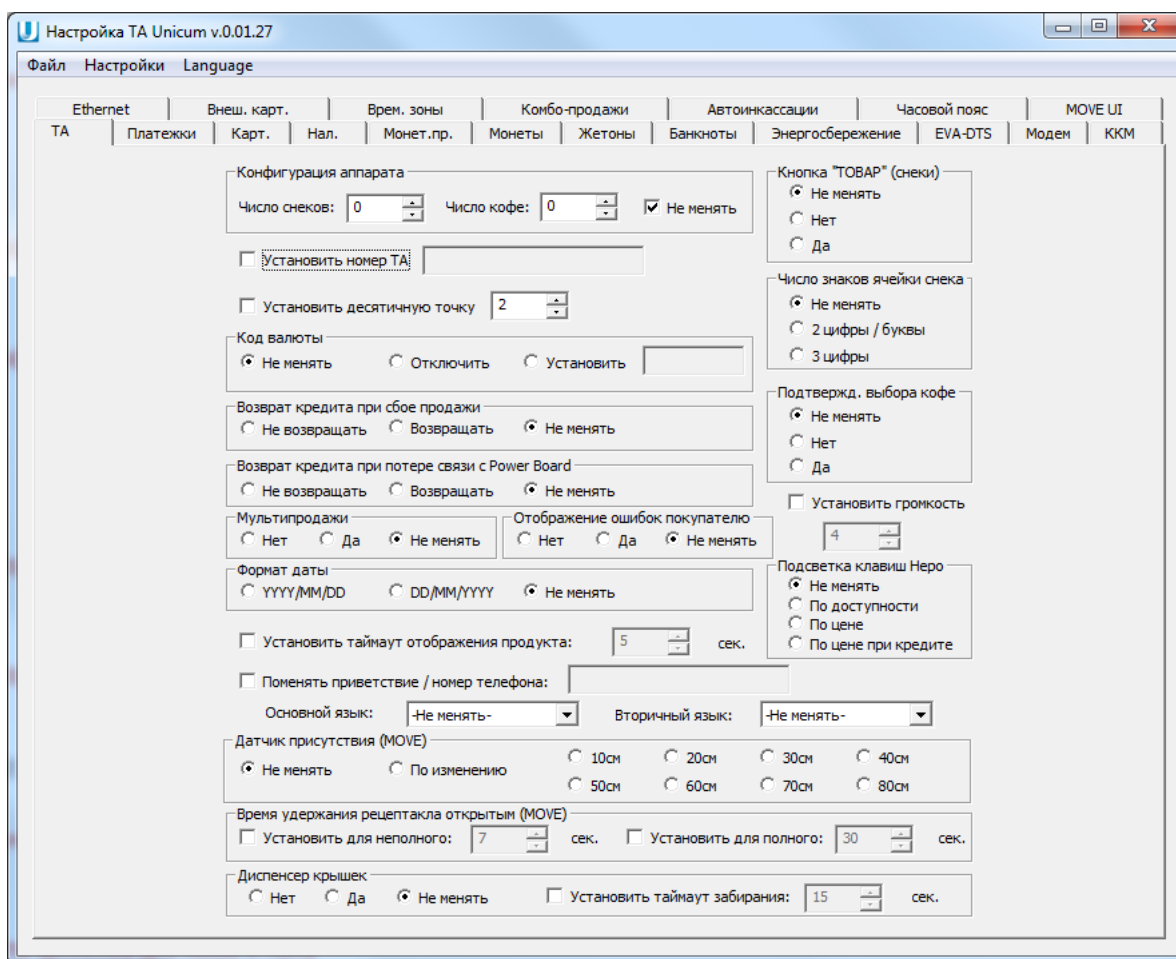 Настройка ТА Unicum v.0.01.27
Файл Настройки Language
Ethernet Внеш. карт. Врем. зоны Комбо-продажи Автоинкассации Часовой пояс MOVE UI
ТА Платежки Карт. Нал. Монет.пр. Монеты Жетоны Банкноты Энергосбережение EVA-DTS Модем ККМ
Конфигурация аппарата
Число снеков: 0 Число кофе: 0 Не менять
Установить номер ТА
Установить десятичную точку 2
Код валюты
Не менять Отключить Установить
Возврат кредита при сбое продажи
Не возвращать Возвращать Не менять
Возврат кредита при потере связи с Power Board
Не возвращать Возвращать Не менять
Мультипродажи
Нет Да Не менять
Отображение ошибок покупателю
Нет Да Не менять
Формат даты
YYYY/MM/DD DD/MM/YYYY Не менять
Установить таймаут отображения продукта: 5 сек.
Поменять приветствие / номер телефона:
Основной язык: -Не менять- Вторичный язык: -Не менять-
Кнопка "ТОВАР" (снеки)
Не менять
Нет
Да
Число знаков ячейки снека
Не менять
2 цифры / буквы
3 цифры
Подтвержд. выбора кофе
Не менять
Нет
Да
Установить громкость
4
Подсветка клавиш Неро
Не менять
По доступности
По цене
По цене при кредите
Датчик присутствия (MOVE)
Не менять По изменению
10см 20см 30см 40см
50см 60см 70см 80см
Время удержания рецептакла открытым (MOVE)
Установить для неполного: 7 сек. Установить для полного: 30 сек.
Диспенсер крышек
Нет Да Не менять Установить таймаут забирания: 15 сек.